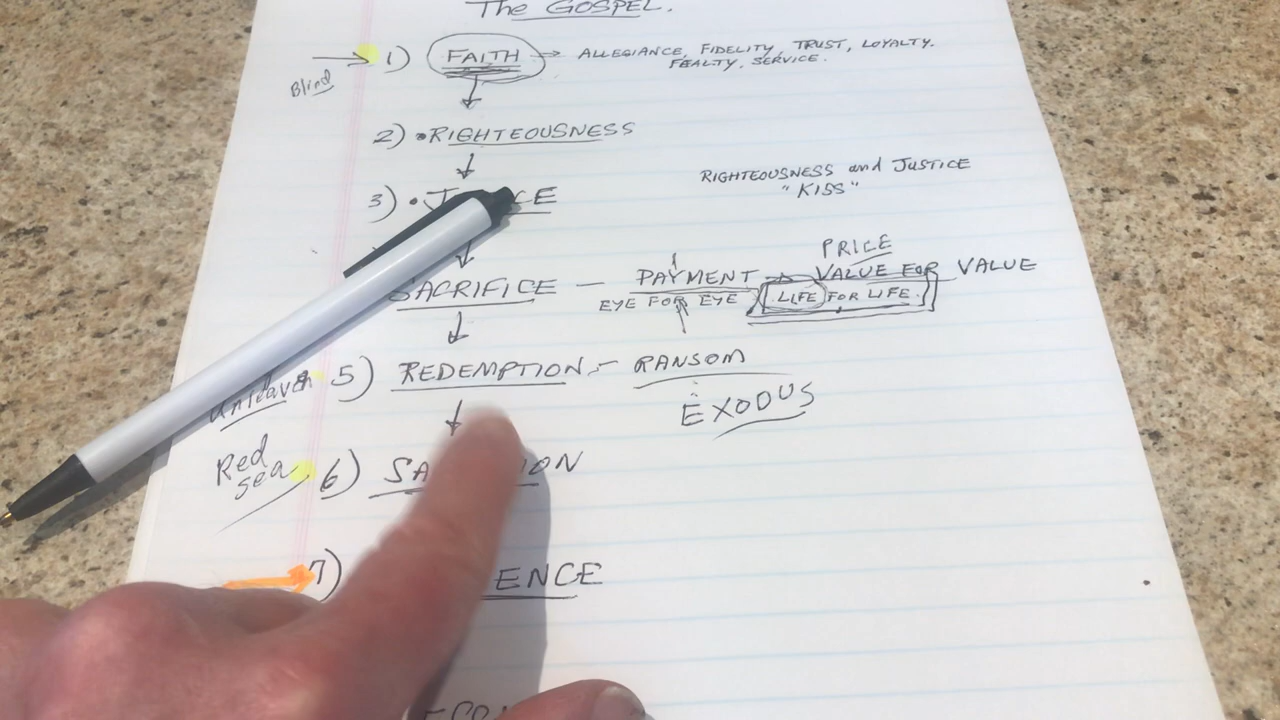 The GOSPEL.
1) FAITH → ALLEGIANCE, FIDELITY, TRUST, LOYALTY.
FEALTY, SERVICE.
Blind
2) • RIGHTEOUSNESS
RIGHTEOUSNESS and JUSTICE
"KISS"
3) •
PRICE
SACRIFICE — PAYMENT — VALUE FOR VALUE
EYE FOR EYE LIFE FOR LIFE.
5) REDEMPTION — RANSOM
EXODUS
Red
sea
6)
7)